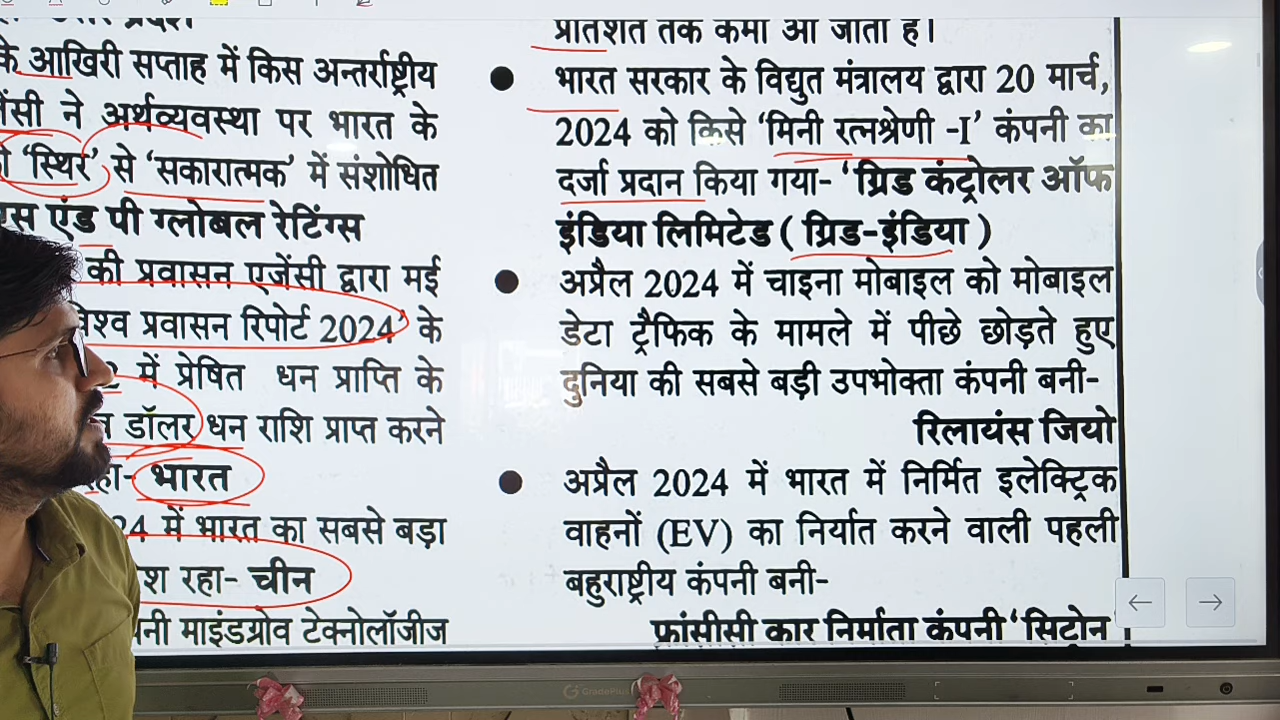 के आखिरी सप्ताह में किस अन्तर्राष्ट्रीय
ने अर्थव्यवस्था पर भारत के
'स्थिर' से 'सकारात्मक' में संशोधित
एंड पी ग्लोबल रेटिंग्स
की प्रवासन एजेंसी द्वारा मई
प्रवासन रिपोर्ट 2024' के
में प्रेषित धन प्राप्ति के
डॉलर धन राशि प्राप्त करने
भारत
में भारत का सबसे बड़ा
रहा- चीन
माइंडग्रोव टेक्नोलॉजीज
प्रतिशत तक कमी आ जाती है।
● भारत सरकार के विद्युत मंत्रालय द्वारा 20 मार्च,
2024 को किसे 'मिनी रत्नश्रेणी -I' कंपनी का
दर्जा प्रदान किया गया- 'ग्रिड कंट्रोलर ऑफ
इंडिया लिमिटेड ( ग्रिड-इंडिया )
● अप्रैल 2024 में चाइना मोबाइल को मोबाइल
डेटा ट्रैफिक के मामले में पीछे छोड़ते हुए
दुनिया की सबसे बड़ी उपभोक्ता कंपनी बनी-
रिलायंस जियो
● अप्रैल 2024 में भारत में निर्मित इलेक्ट्रिक
वाहनों (EV) का निर्यात करने वाली पहली
बहुराष्ट्रीय कंपनी बनी-
फ्रांसीसी कार निर्माता कंपनी 'सिट्रोन
GradePlus